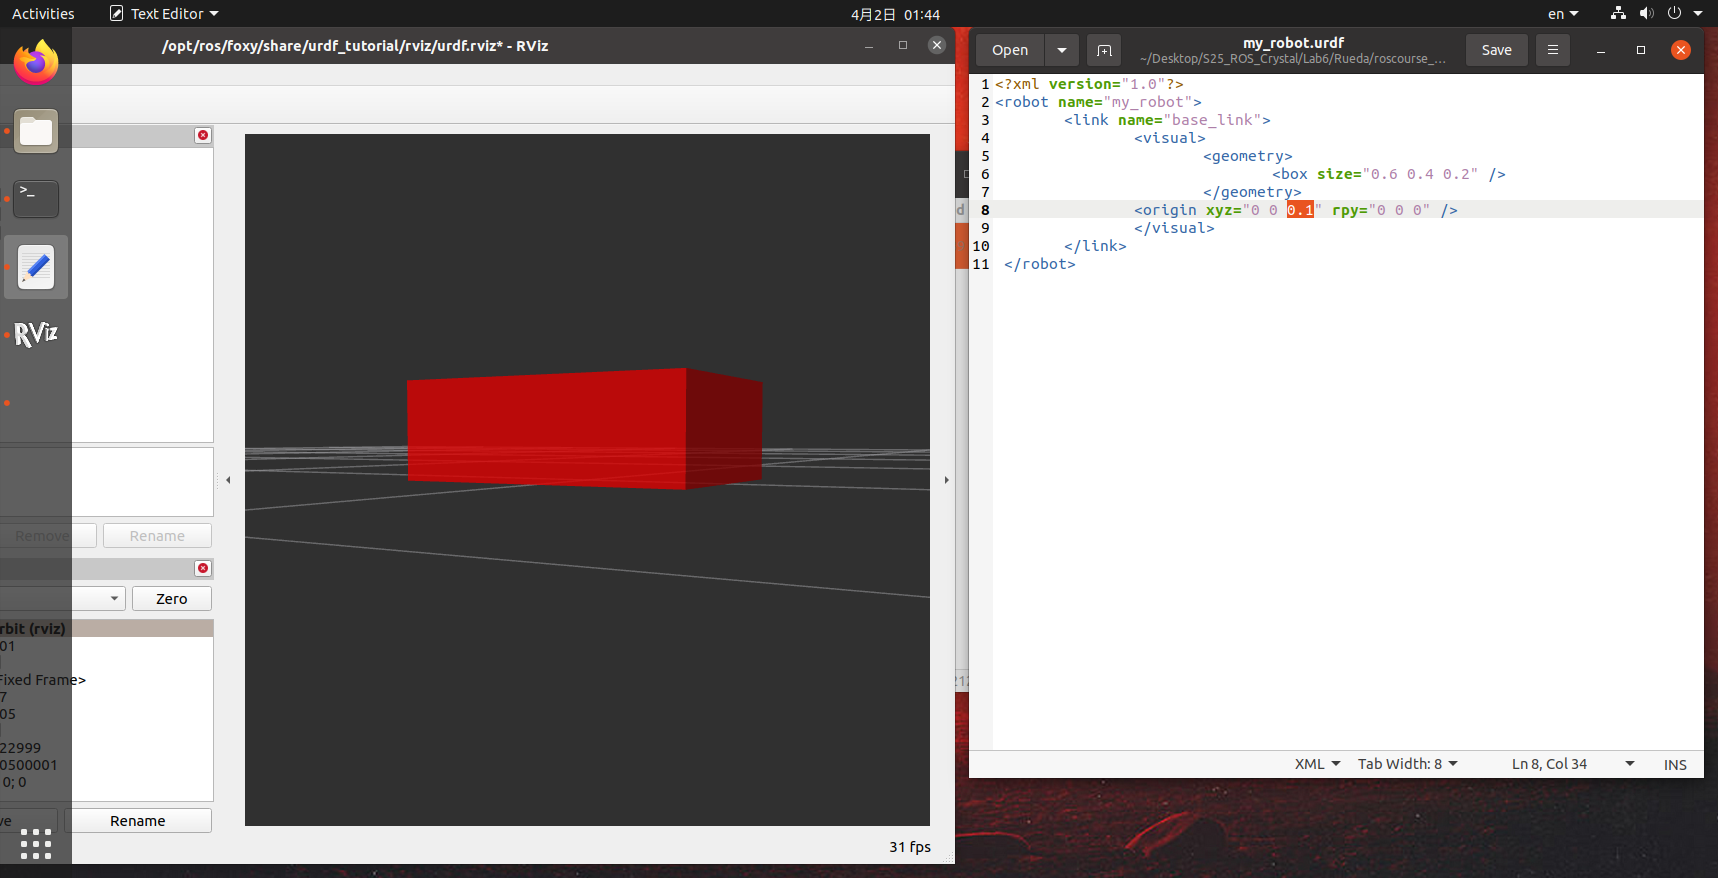 Activities
Text Editor
4月2日 01:44
en
/opt/ros/foxy/share/urdf_tutorial/rviz/urdf.rviz* - RViz
Open
my_robot.urdf
~/Desktop/S25_ROS_Crystal/Lab6/Rueda/roscourse_...
Save
1 <?xml version="1.0"?>
2 <robot name="my_robot">
3 <link name="base_link">
4 <visual>
5 <geometry>
6 <box size="0.6 0.4 0.2" />
7 </geometry>
8 <origin xyz="0 0 0.1" rpy="0 0 0" />
9 </visual>
10 </link>
11 </robot>
>_
RViz
d
Remove
Rename
Zero
rbit (rviz)
01
Fixed Frame>
7
05
22999
0500001
0; 0
ve
Rename
31 fps
212
XML
Tab Width: 8
Ln 8, Col 34
INS